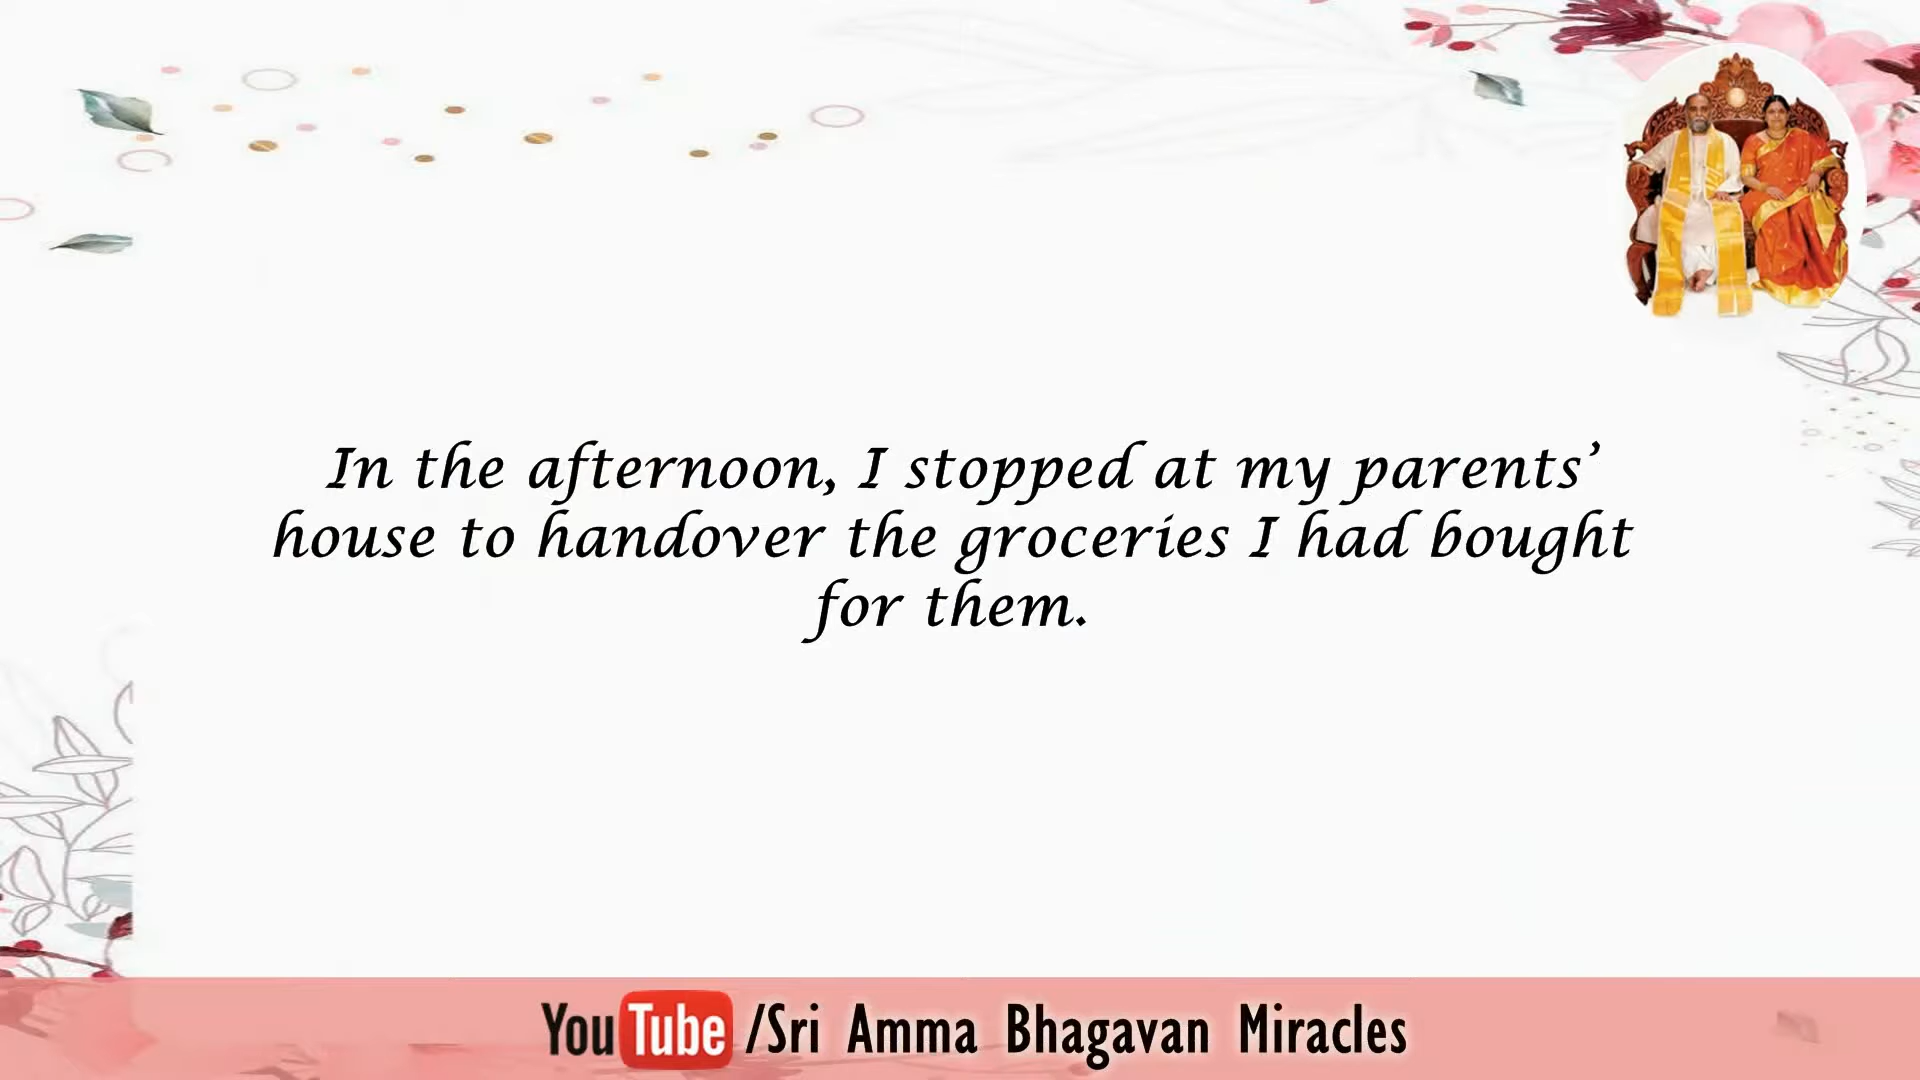 In the afternoon, I stopped at my parents’
house to handover the groceries I had bought
for them.
YouTube /Sri Amma Bhagavan Miracles